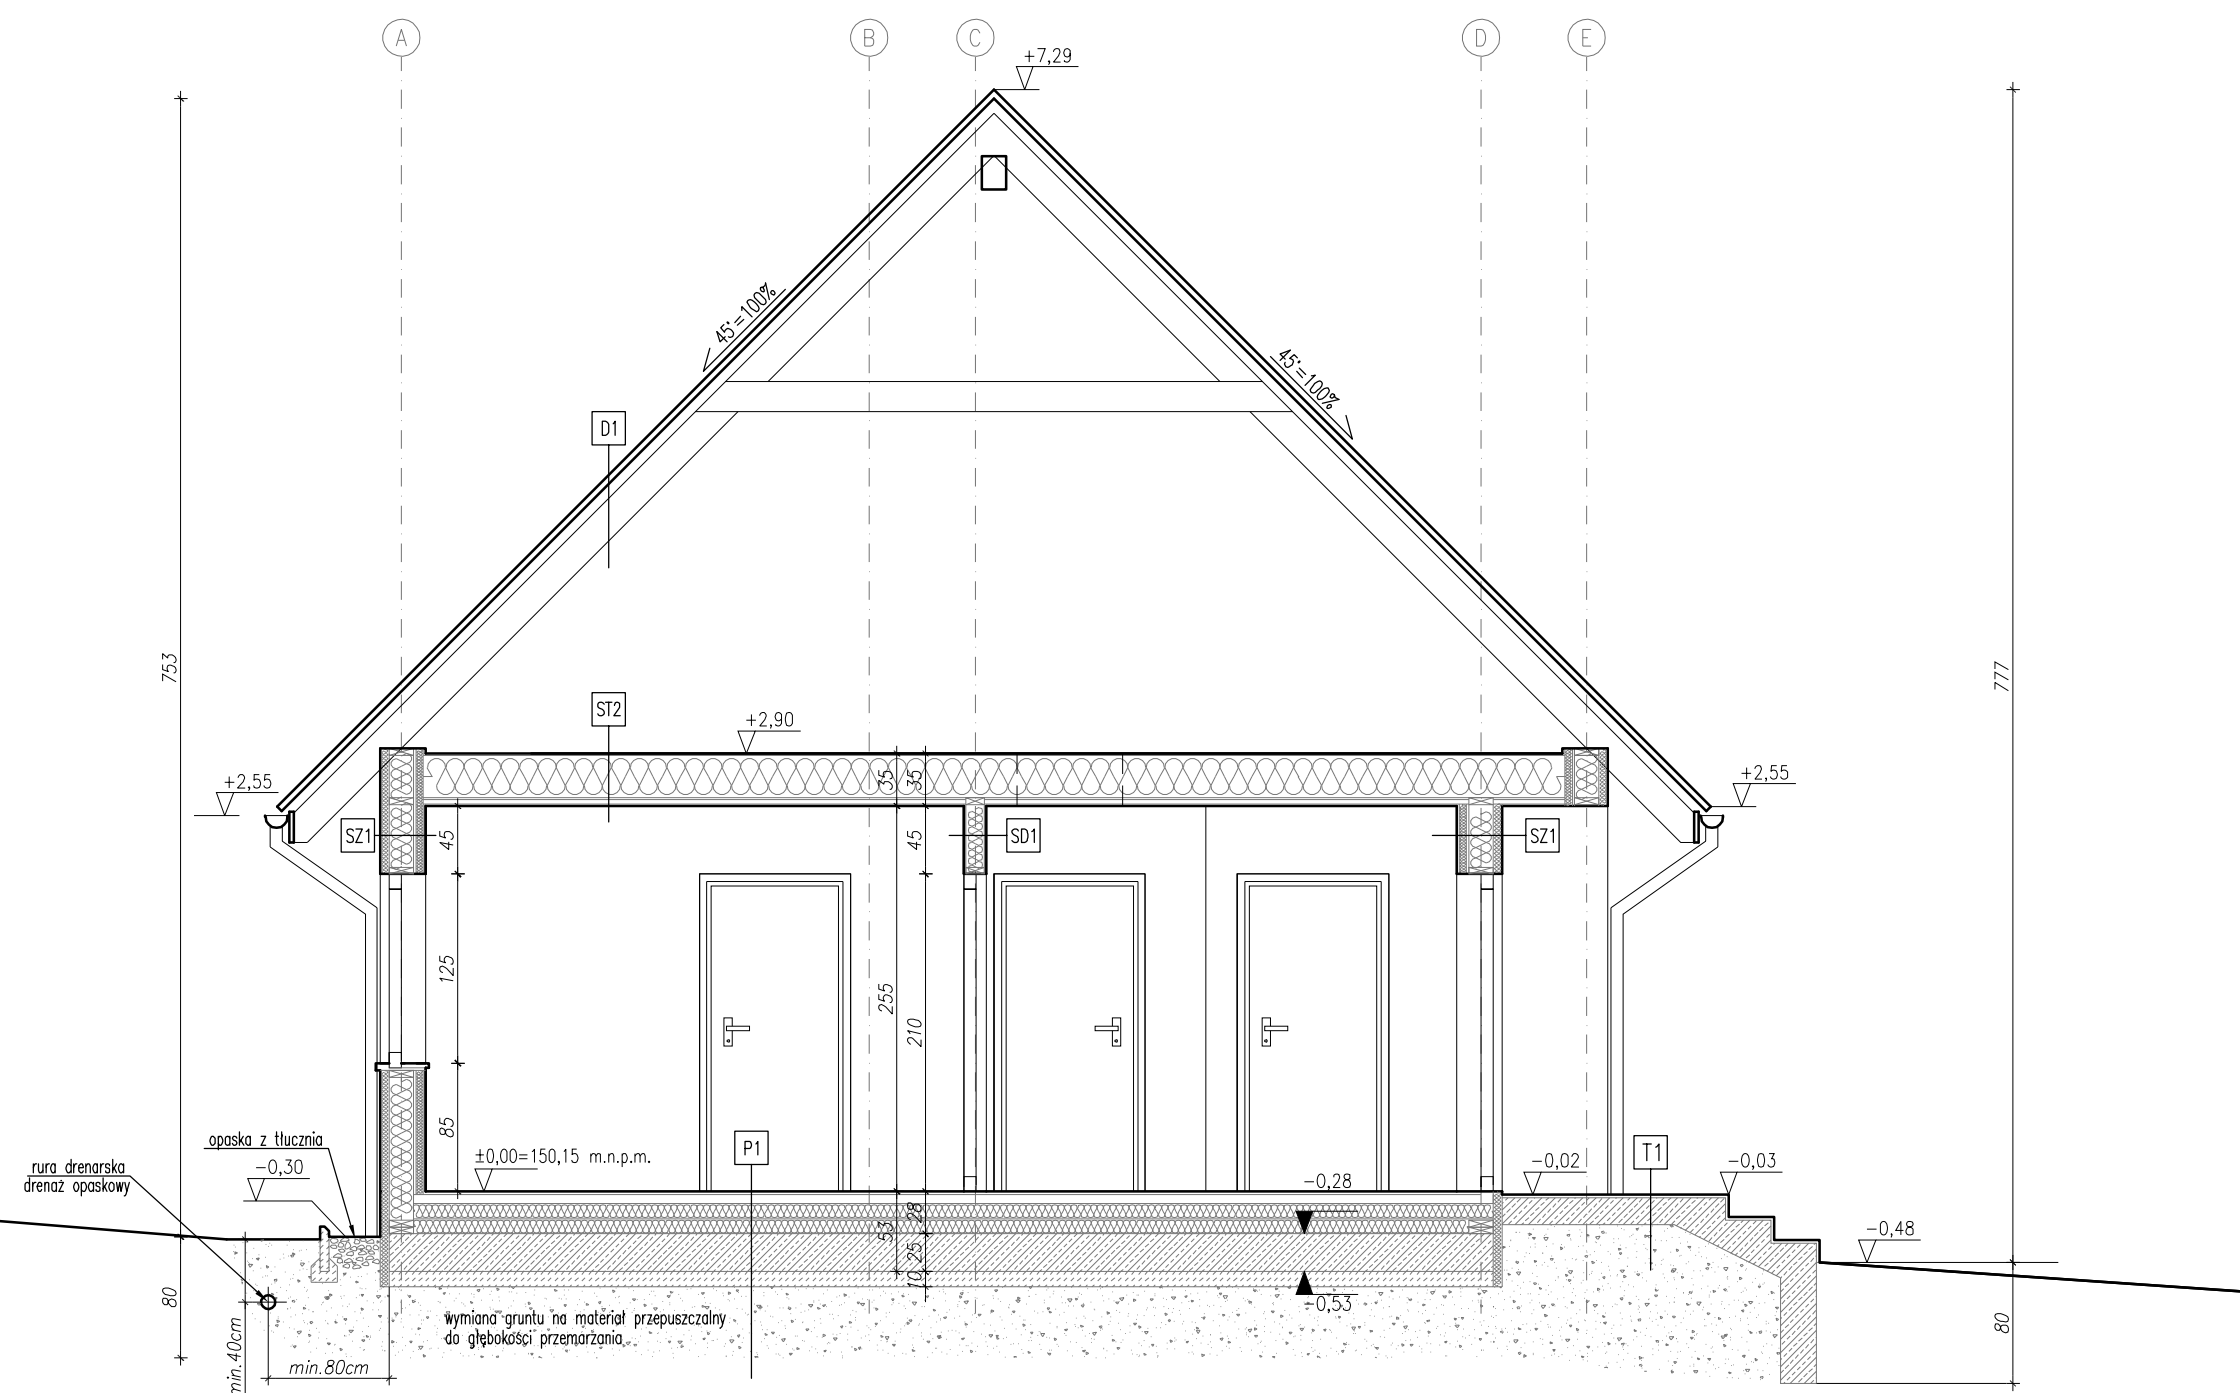 A
B
C
D
E
+7,29
45°=100%
45°=100%
D1
753
777
ST2
+2,90
+2,55
+2,55
35
35
SZ1
45
45
SD1
SZ1
125
255
210
85
opaska z tłucznia
rura drenarska
drenaż opaskowy
-0,30
±0,00=150,15 m.n.p.m.
P1
-0,28
-0,02
T1
-0,03
28
53
25
10
-0,48
80
-0,53
wymiana gruntu na materiał przepuszczalny
do głębokości przemarzania
80
min.40cm
min.80cm